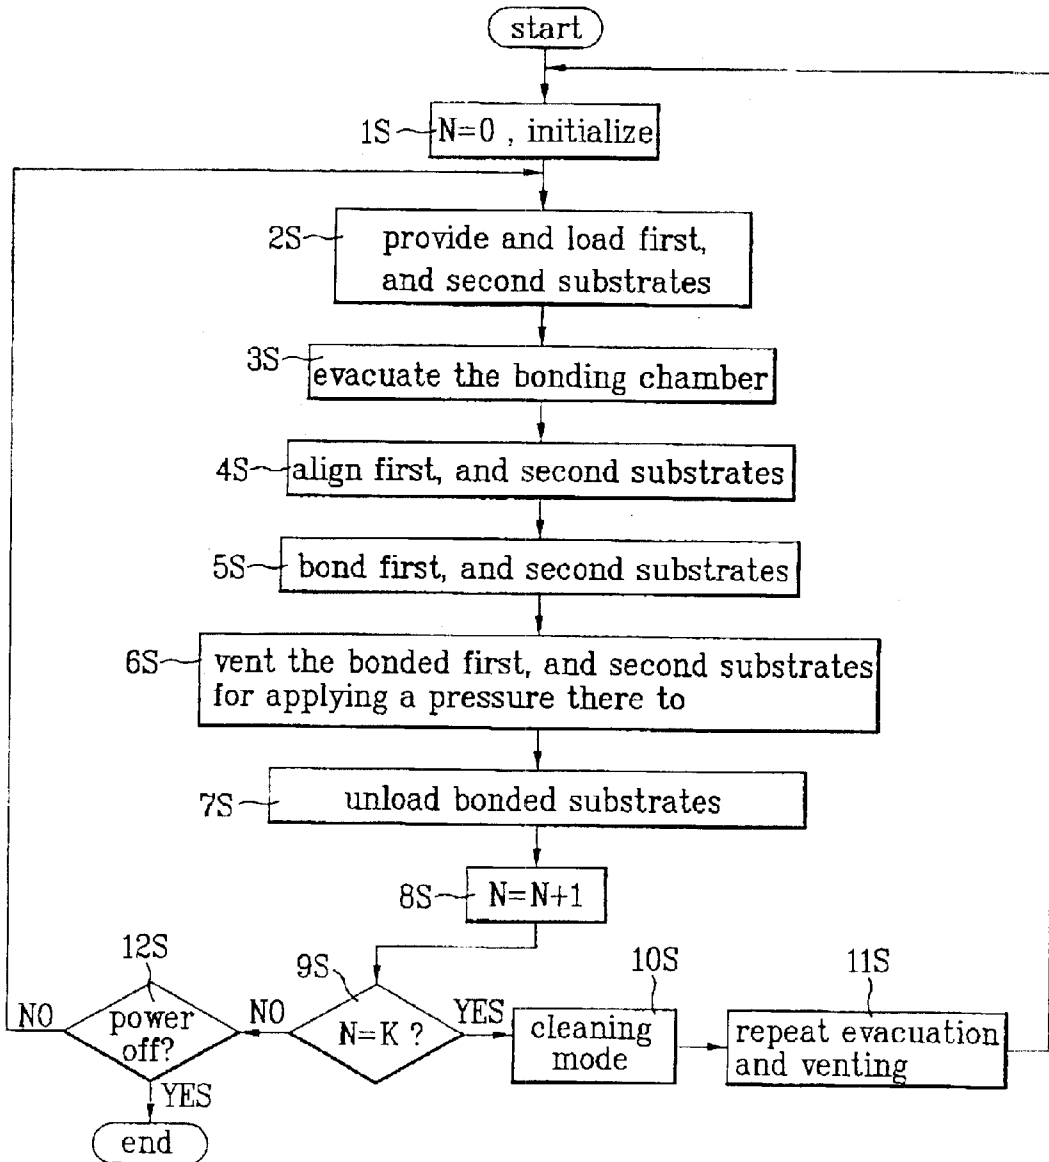 start
1S
N=0 , initialize
2S
provide and load first,
and second substrates
3S
evacuate the bonding chamber
4S
align first, and second substrates
5S
bond first, and second substrates
6S
vent the bonded first, and second substrates
for applying a pressure there to
7S
unload bonded substrates
8S
N=N+1
12S
9S
10S
11S
NO
power
off?
NO
N=K ?
YES
cleaning
mode
repeat evacuation
and venting
YES
end